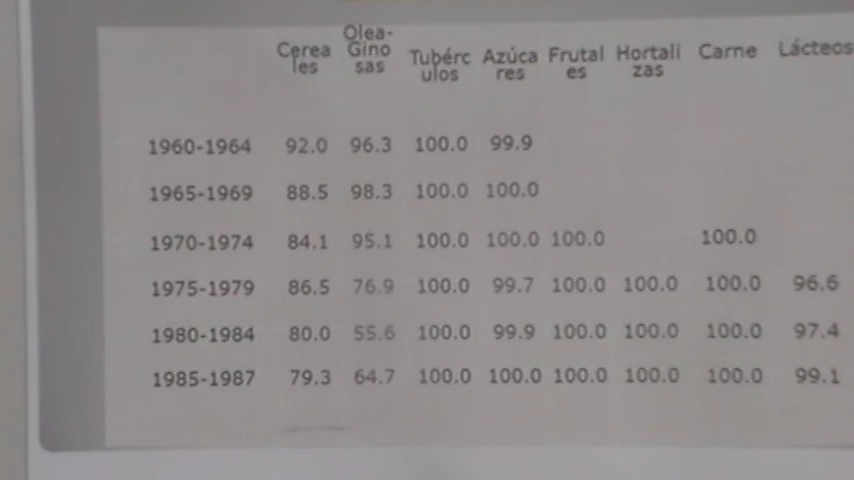 Cerea
les
Olea-
Gino
sas
Tubérc
ulos
Azúca
res
Frutal
es
Hortali
zas
Carne
Lácteos
1960-1964 92.0 96.3 100.0 99.9
1965-1969 88.5 98.3 100.0 100.0
1970-1974 84.1 95.1 100.0 100.0 100.0 100.0
1975-1979 86.5 76.9 100.0 99.7 100.0 100.0 100.0 96.6
1980-1984 80.0 55.6 100.0 99.9 100.0 100.0 100.0 97.4
1985-1987 79.3 64.7 100.0 100.0 100.0 100.0 100.0 99.1